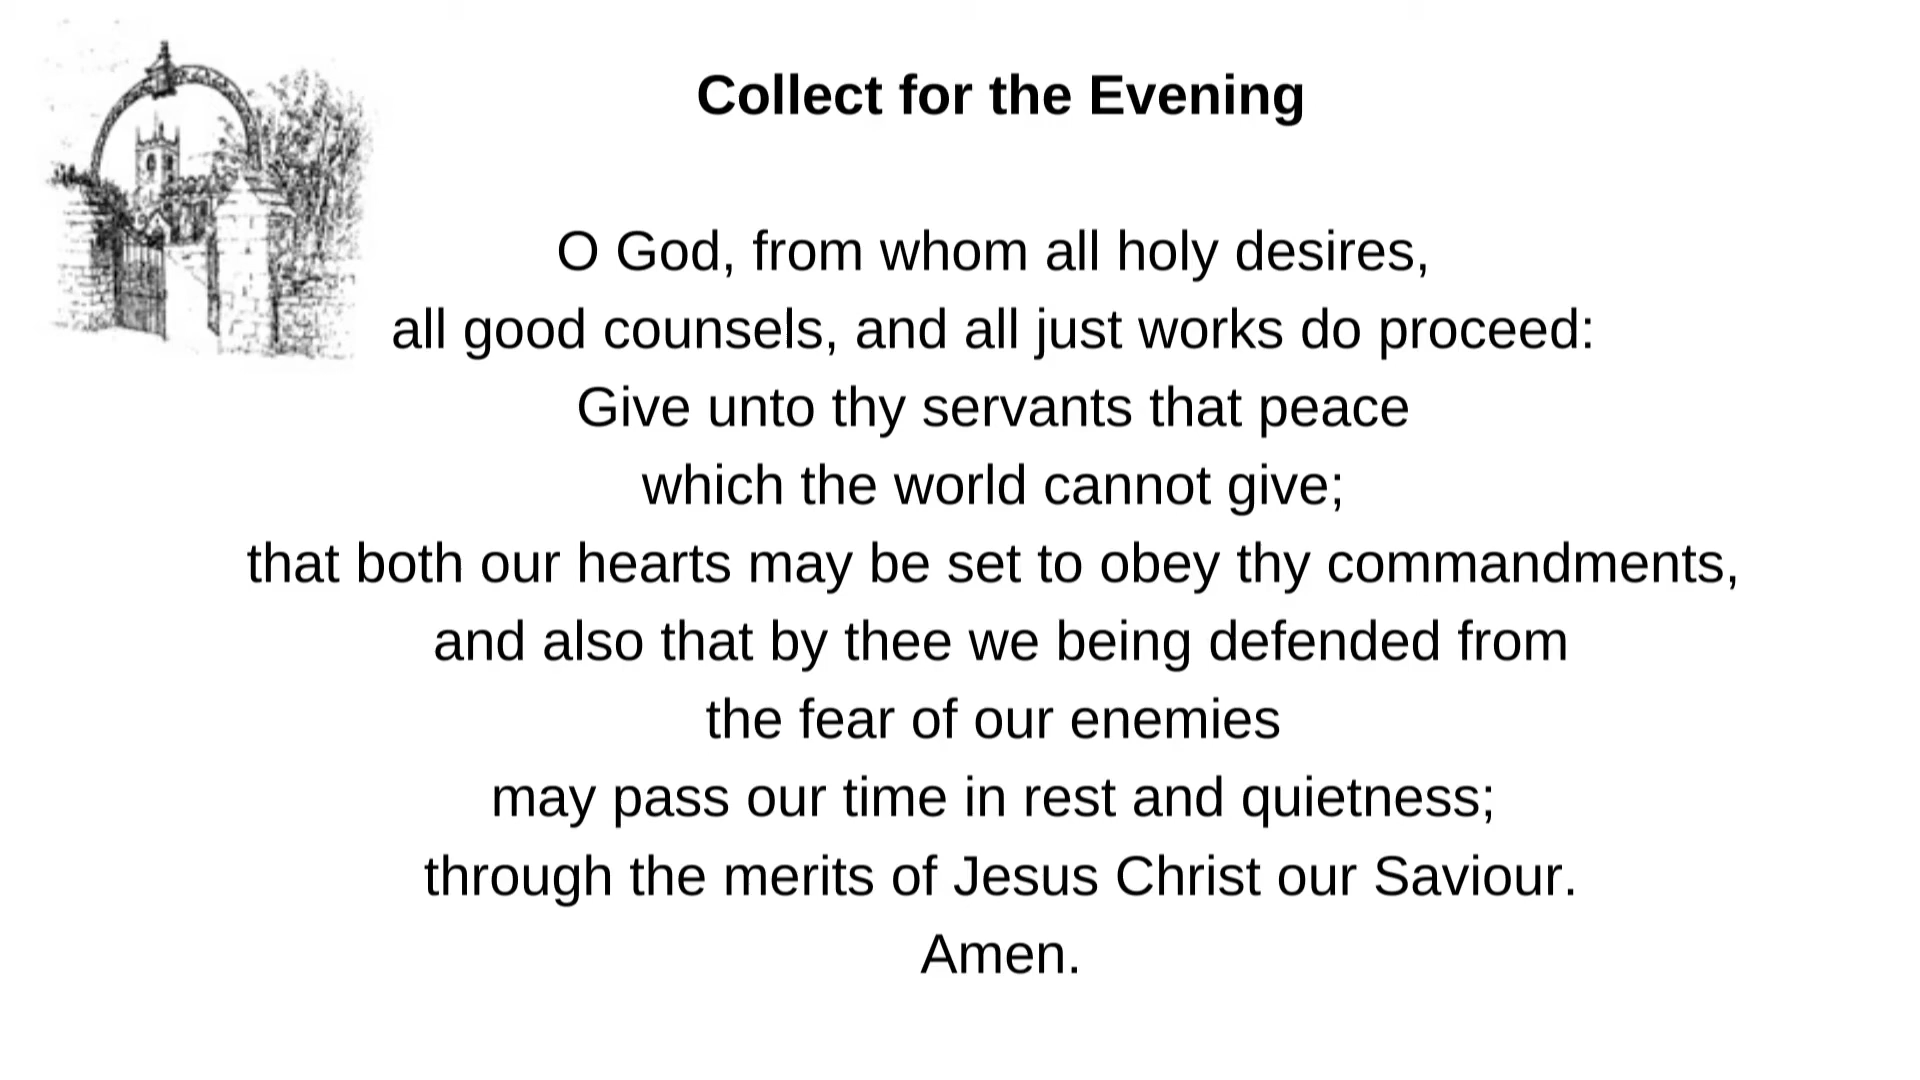 Collect for the Evening
O God, from whom all holy desires,
all good counsels, and all just works do proceed:
Give unto thy servants that peace
which the world cannot give;
that both our hearts may be set to obey thy commandments,
and also that by thee we being defended from
the fear of our enemies
may pass our time in rest and quietness;
through the merits of Jesus Christ our Saviour.
Amen.